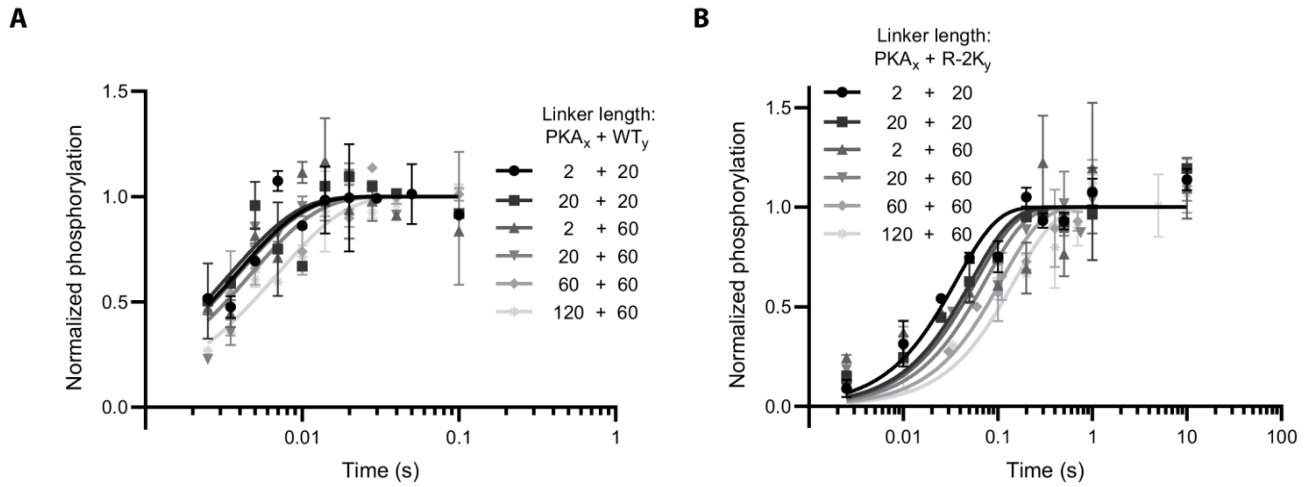 A
Normalized phosphorylation
1.5
1.0
0.5
0.0
0.01
0.1
1
Time (s)
Linker length:
PKAx + WTy
2 + 20
20 + 20
2 + 60
20 + 60
60 + 60
120 + 60
B
Linker length:
PKAx + R-2Ky
2 + 20
20 + 20
2 + 60
20 + 60
60 + 60
120 + 60
Normalized phosphorylation
1.5
1.0
0.5
0.0
0.01
0.1
1
10
100
Time (s)